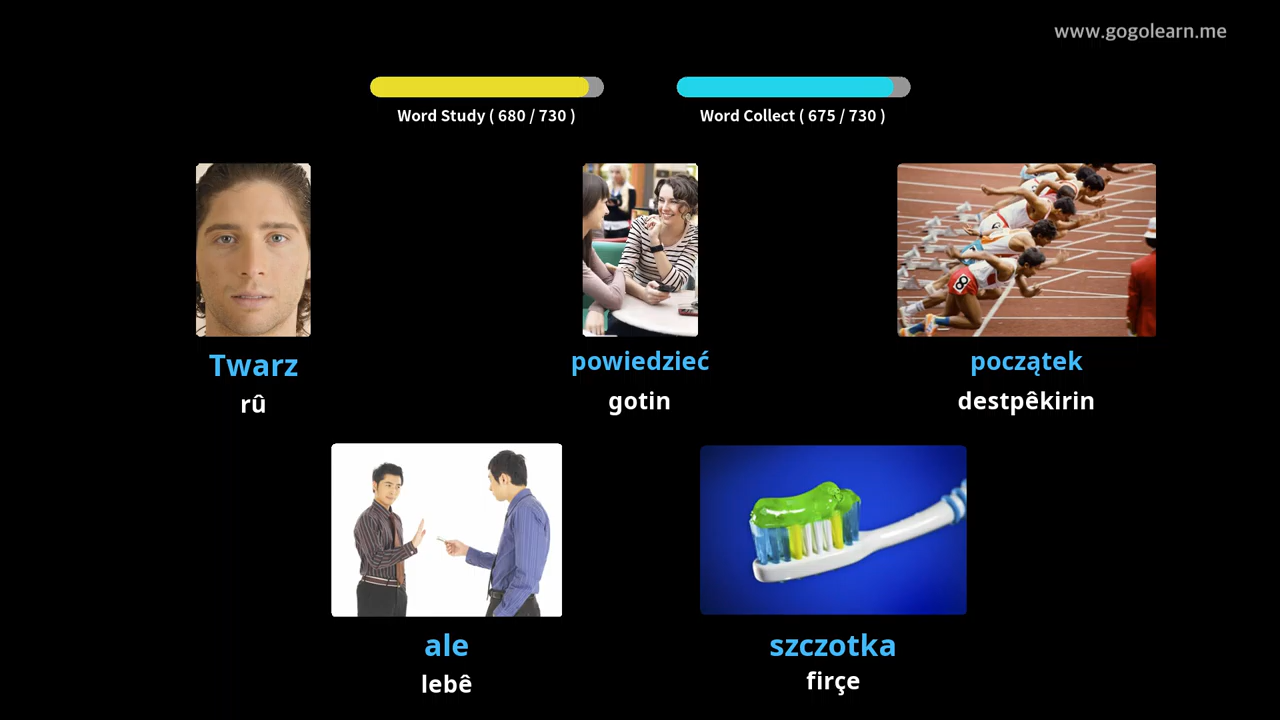 www.gogolearn.me
Word Study ( 680 / 730 )
Word Collect ( 675 / 730 )
Twarz
rû
powiedzieć
gotin
początek
destpêkirin
ale
lebê
szczotka
firçe